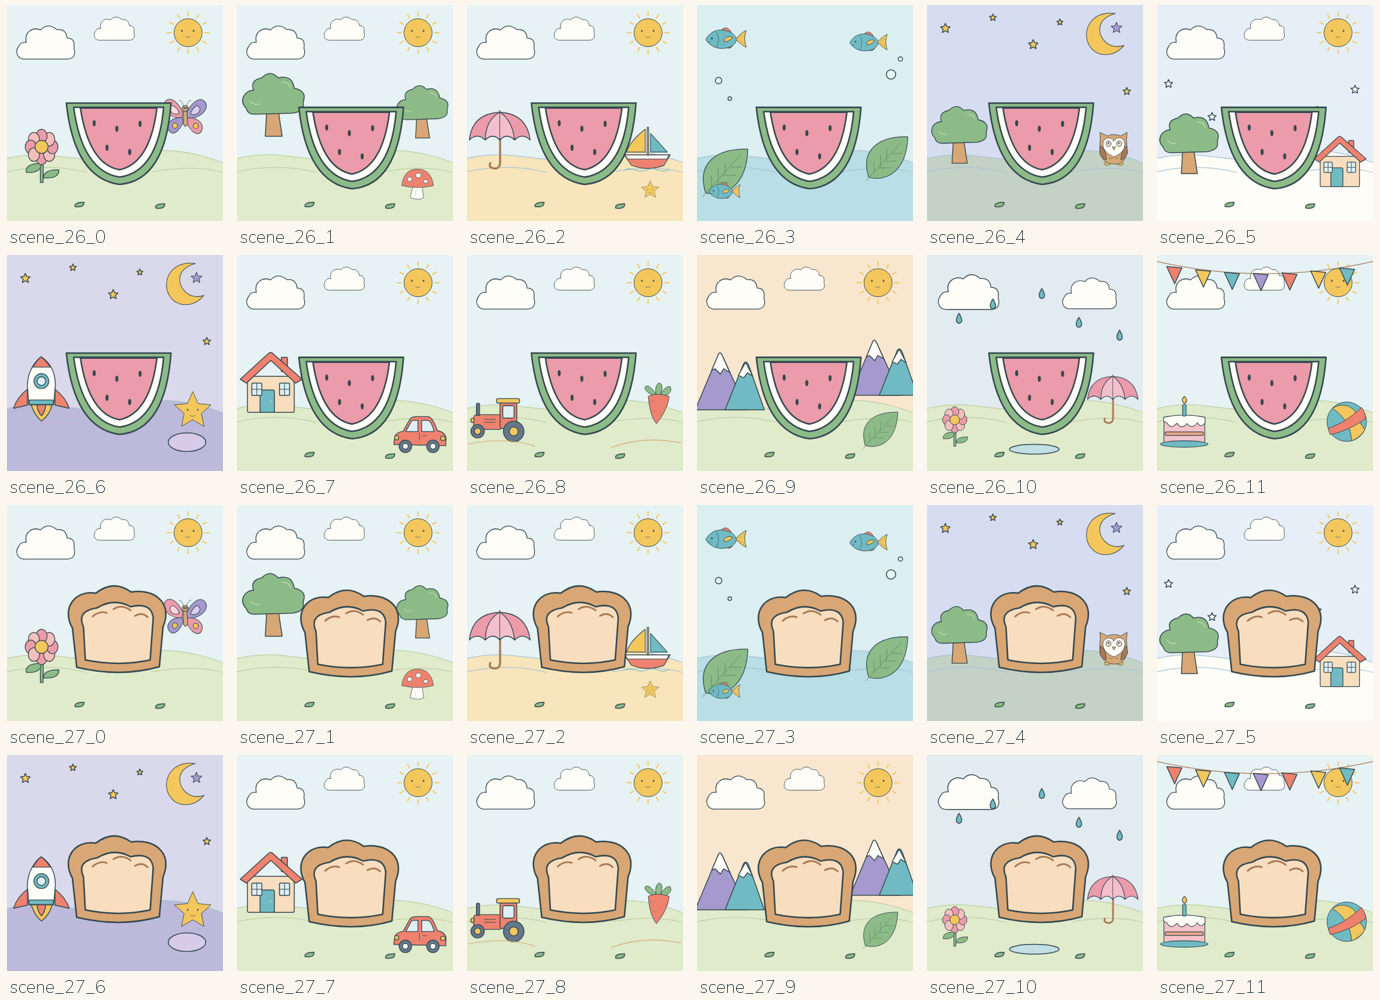 scene_26_0 scene_26_1 scene_26_2 scene_26_3 scene_26_4 scene_26_5
scene_26_6 scene_26_7 scene_26_8 scene_26_9 scene_26_10 scene_26_11
scene_27_0 scene_27_1 scene_27_2 scene_27_3 scene_27_4 scene_27_5
scene_27_6 scene_27_7 scene_27_8 scene_27_9 scene_27_10 scene_27_11